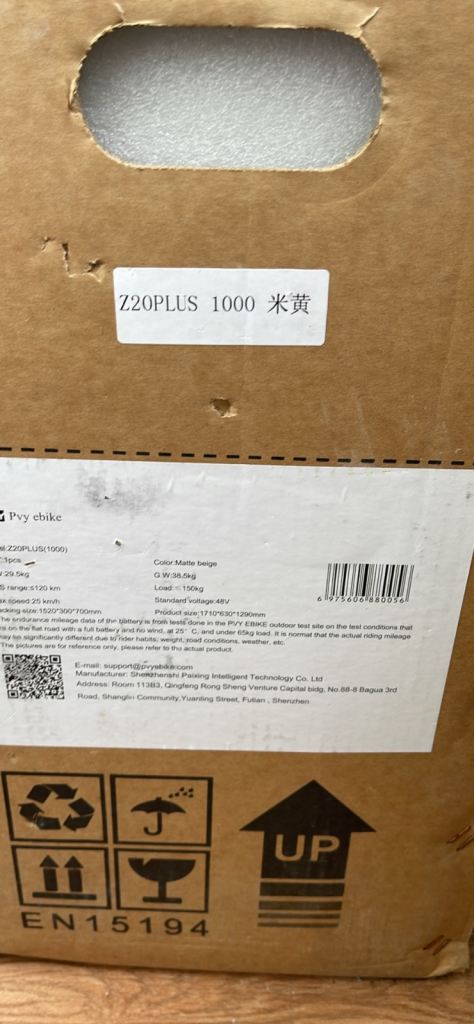 Z20PLUS 1000 米黄
Pvy ebike
Z20PLUS(1000)
1pcs
Color:Matte beige
29.5kg
G.W:38.5kg
range:≤120 km
Load:≤150kg
speed:25 km/h
Standard voltage:48V
size:1520*300*700mm
Product size:1710*630*1290mm
6 975606 880056
The endurance mileage data of the battery is from tests done in the PVY EBIKE outdoor test site on the test conditions that
on the flat road with a full battery and no wind, at 25°C, and under 65kg load. It is normal that the actual riding mileage
may be significantly different due to rider habits, weight, road conditions, weather, etc.
The pictures are for reference only, please refer to the actual product.
E-mail: support@pvyebike.com
Manufacturer: Shenzhenshi Paixing Intelligent Technology Co. Ltd
Address: Room 11383, Qingfeng Rong Sheng Venture Capital bidg, No.88-8 Bagua 3rd
Road, Shanglin Community,Yuanling Street, Futian , Shenzhen
UP
EN15194